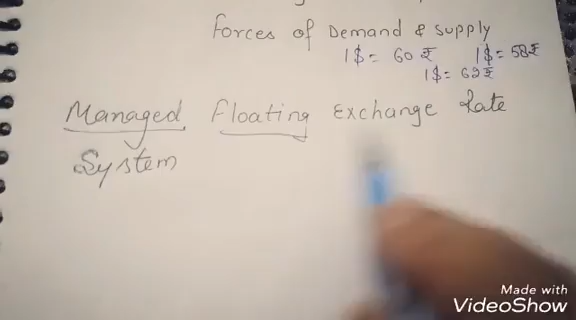 Forces of Demand & Supply
1$ = 60 ₹ 1$ = 58₹
1$ = 62₹
Managed Floating Exchange Rate
System
Made with
VideoShow